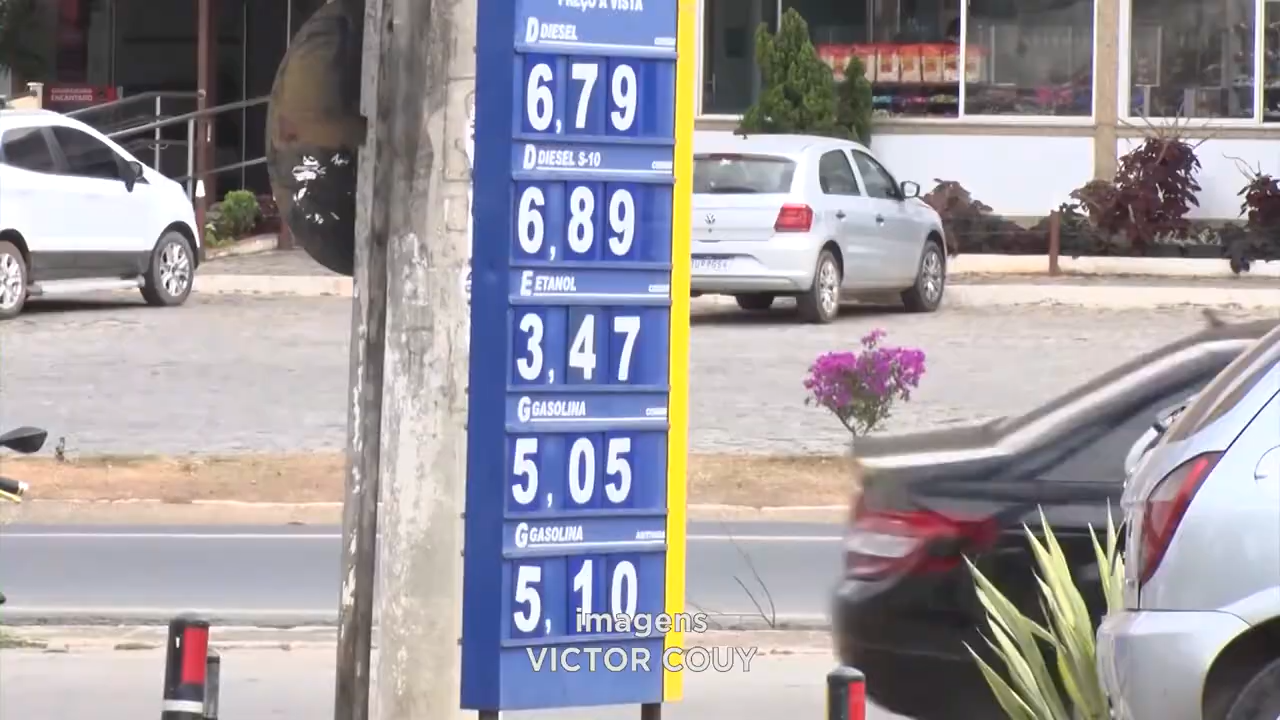 PREÇO À VISTA
DIESEL
6,79
DIESEL S-10
6,89
ETANOL
3,47
GASOLINA
5,05
GASOLINA
5,10
imagens
VICTOR COUY
ENCANTARO